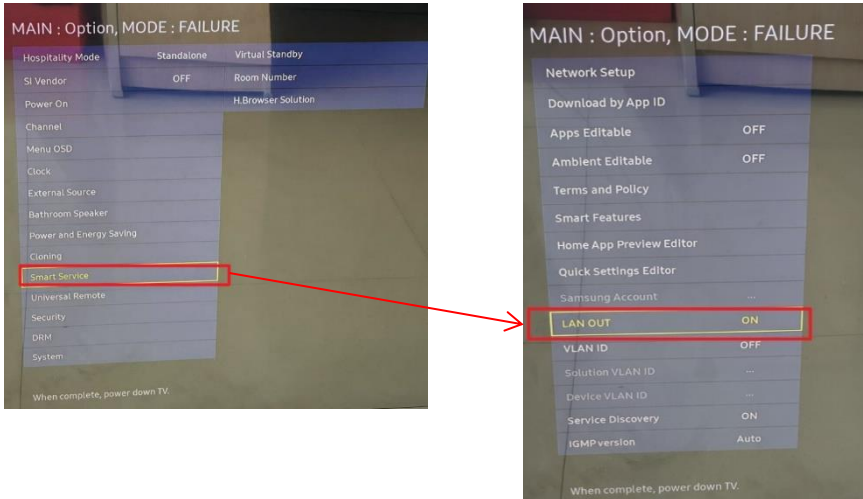 MAIN : Option, MODE : FAILURE
Hospitality Mode Standalone Virtual Standby
SI Vendor OFF Room Number
Power On H.Browser Solution
Channel
Menu OSD
Clock
External Source
Bathroom Speaker
Power and Energy Saving
Cloning
Smart Service
Universal Remote
Security
DRM
System
When complete, power down TV.
MAIN : Option, MODE : FAILURE
Network Setup
Download by App ID
Apps Editable OFF
Ambient Editable OFF
Terms and Policy
Smart Features
Home App Preview Editor
Quick Settings Editor
Samsung Account ...
LAN OUT ON
VLAN ID OFF
Solution VLAN ID ...
Device VLAN ID ...
Service Discovery ON
IGMP version Auto
When complete, power down TV.